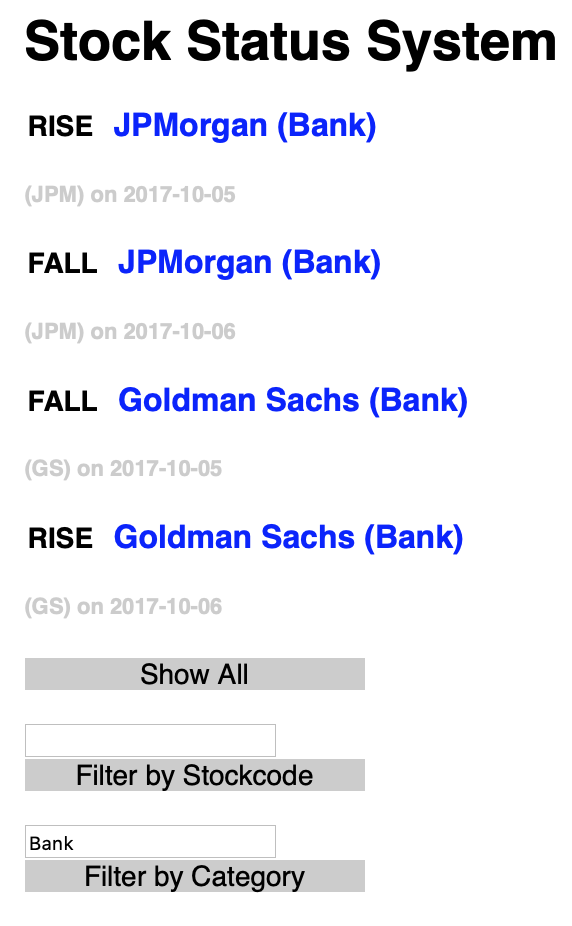 Stock Status System
RISE JPMorgan (Bank)
(JPM) on 2017-10-05
FALL JPMorgan (Bank)
(JPM) on 2017-10-06
FALL Goldman Sachs (Bank)
(GS) on 2017-10-05
RISE Goldman Sachs (Bank)
(GS) on 2017-10-06
Show All
Filter by Stockcode
Bank
Filter by Category